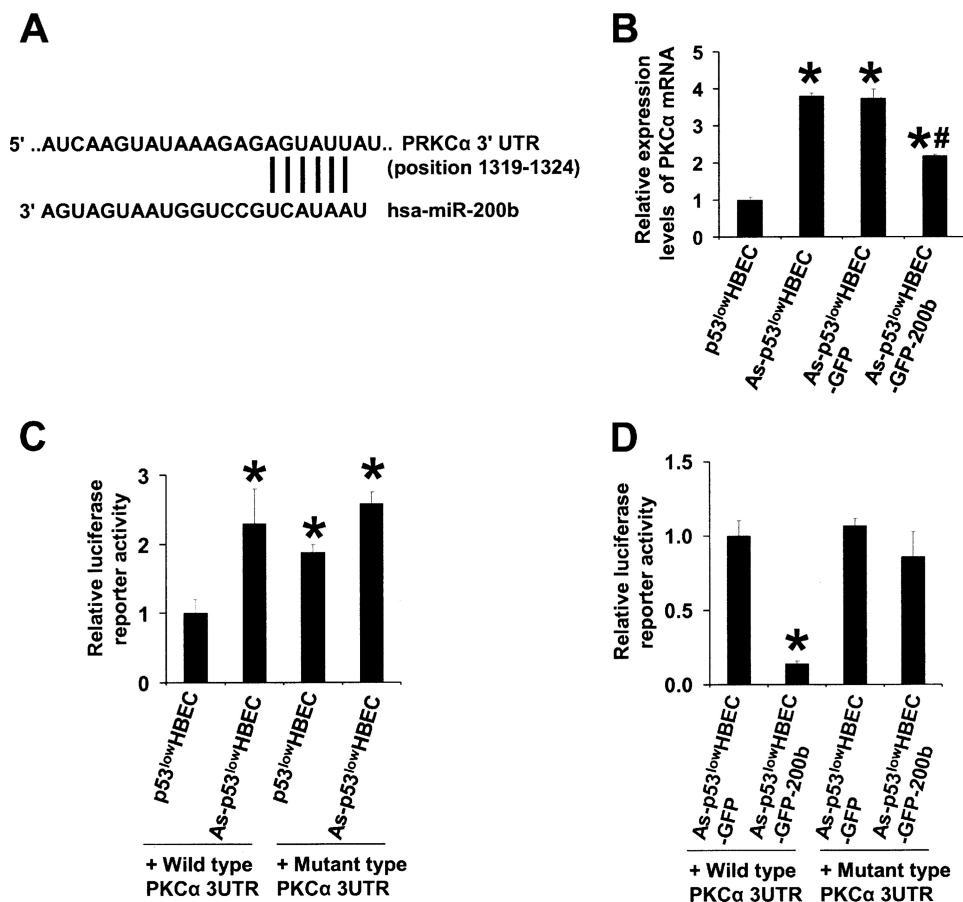 A
5' ..AUCAAGUAUAAAGAGAGUAUUAU.. PRKCα 3' UTR
(position 1319-1324)
3' AGUAGUAAUGGUCCGUCAUAAU hsa-miR-200b
B
Relative expression
levels of PKCα mRNA
5
4
3
2
1
0
*
*
*#
p53lowHBEC
As-p53lowHBEC
As-p53lowHBEC
-GFP
As-p53lowHBEC
-GFP-200b
C
Relative luciferase
reporter activity
3
2
1
0
*
*
*
p53lowHBEC
As-p53lowHBEC
p53lowHBEC
As-p53lowHBEC
+ Wild type
PKCα 3UTR
+ Mutant type
PKCα 3UTR
D
Relative luciferase
reporter activity
1.5
1.0
0.5
0.0
*
As-p53lowHBEC
-GFP
As-p53lowHBEC
-GFP-200b
As-p53lowHBEC
-GFP
As-p53lowHBEC
-GFP-200b
+ Wild type
PKCα 3UTR
+ Mutant type
PKCα 3UTR